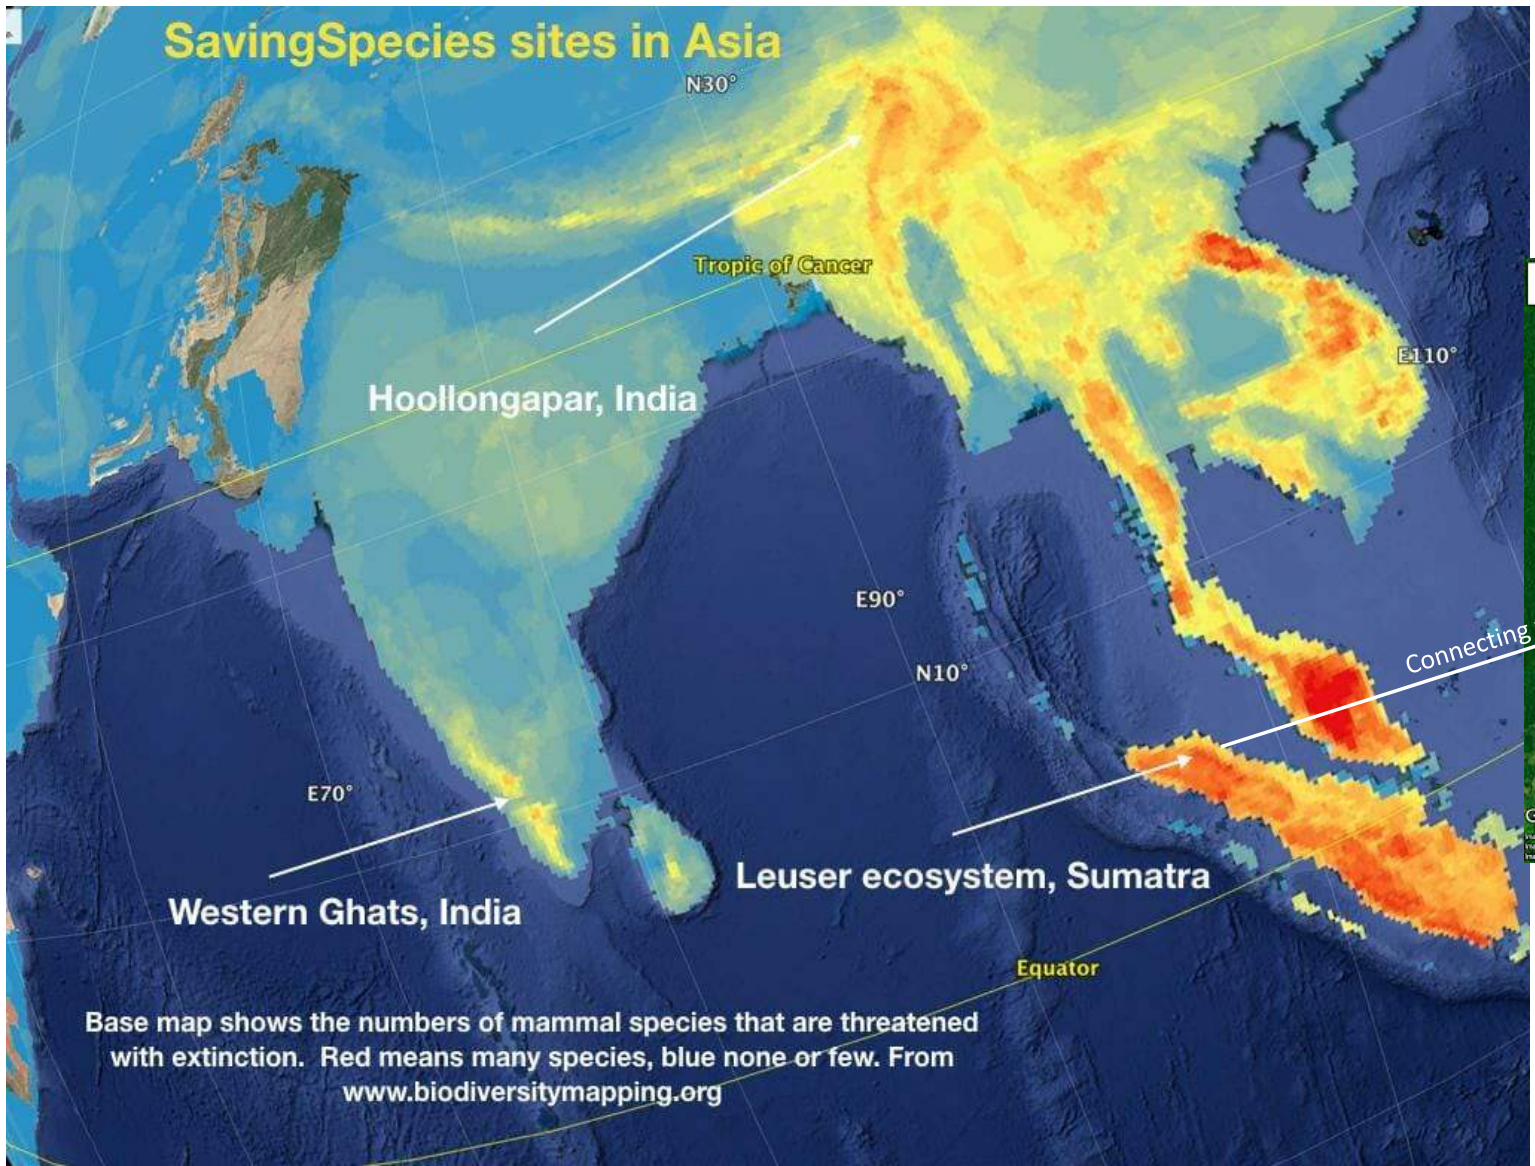 SavingSpecies sites in Asia
N30°
Tropic of Cancer
E110°
Hoollongapar, India
E90°
Connecting
N10°
E70°
Leuser ecosystem, Sumatra
Western Ghats, India
Equator
Base map shows the numbers of mammal species that are threatened
with extinction. Red means many species, blue none or few. From
www.biodiversitymapping.org